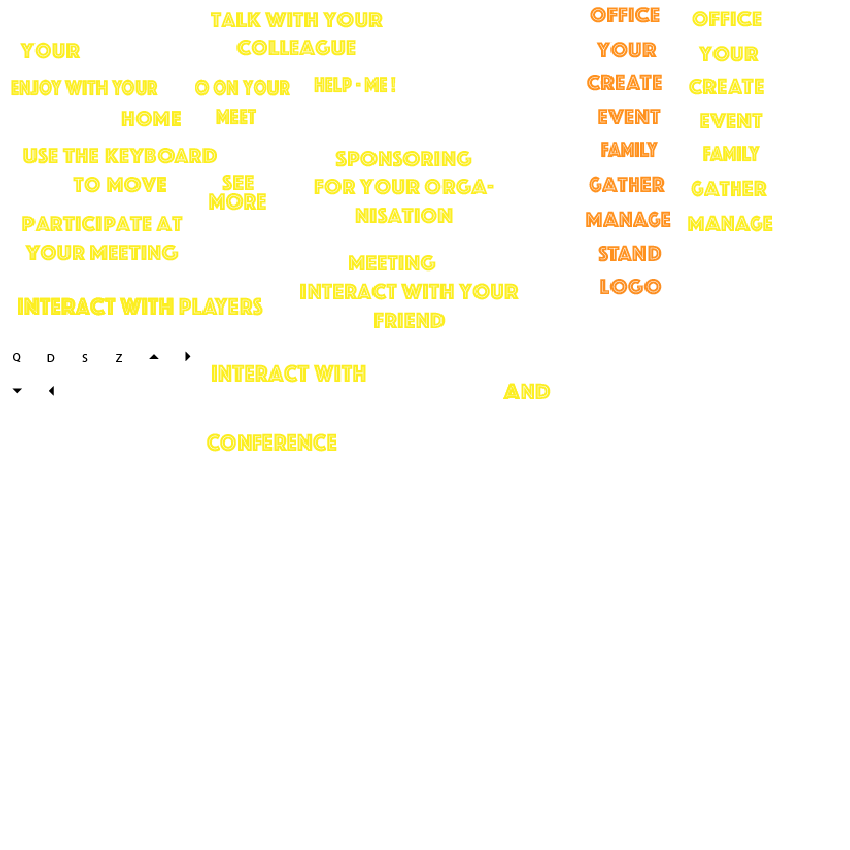 TALK WITH YOUR
COLLEAGUE
YOUR
ENJOY WITH YOUR
O ON YOUR
HELP - ME !
HOME
MEET
USE THE KEYBOARD
TO MOVE
SEE
MORE
SPONSORING
FOR YOUR ORGA-
NISATION
PARTICIPATE AT
YOUR MEETING
MEETING
INTERACT WITH YOUR
FRIEND
INTERACT WITH PLAYERS
Q D S Z
INTERACT WITH
AND
CONFERENCE
OFFICE
YOUR
CREATE
EVENT
FAMILY
GATHER
MANAGE
STAND
LOGO
OFFICE
YOUR
CREATE
EVENT
FAMILY
GATHER
MANAGE